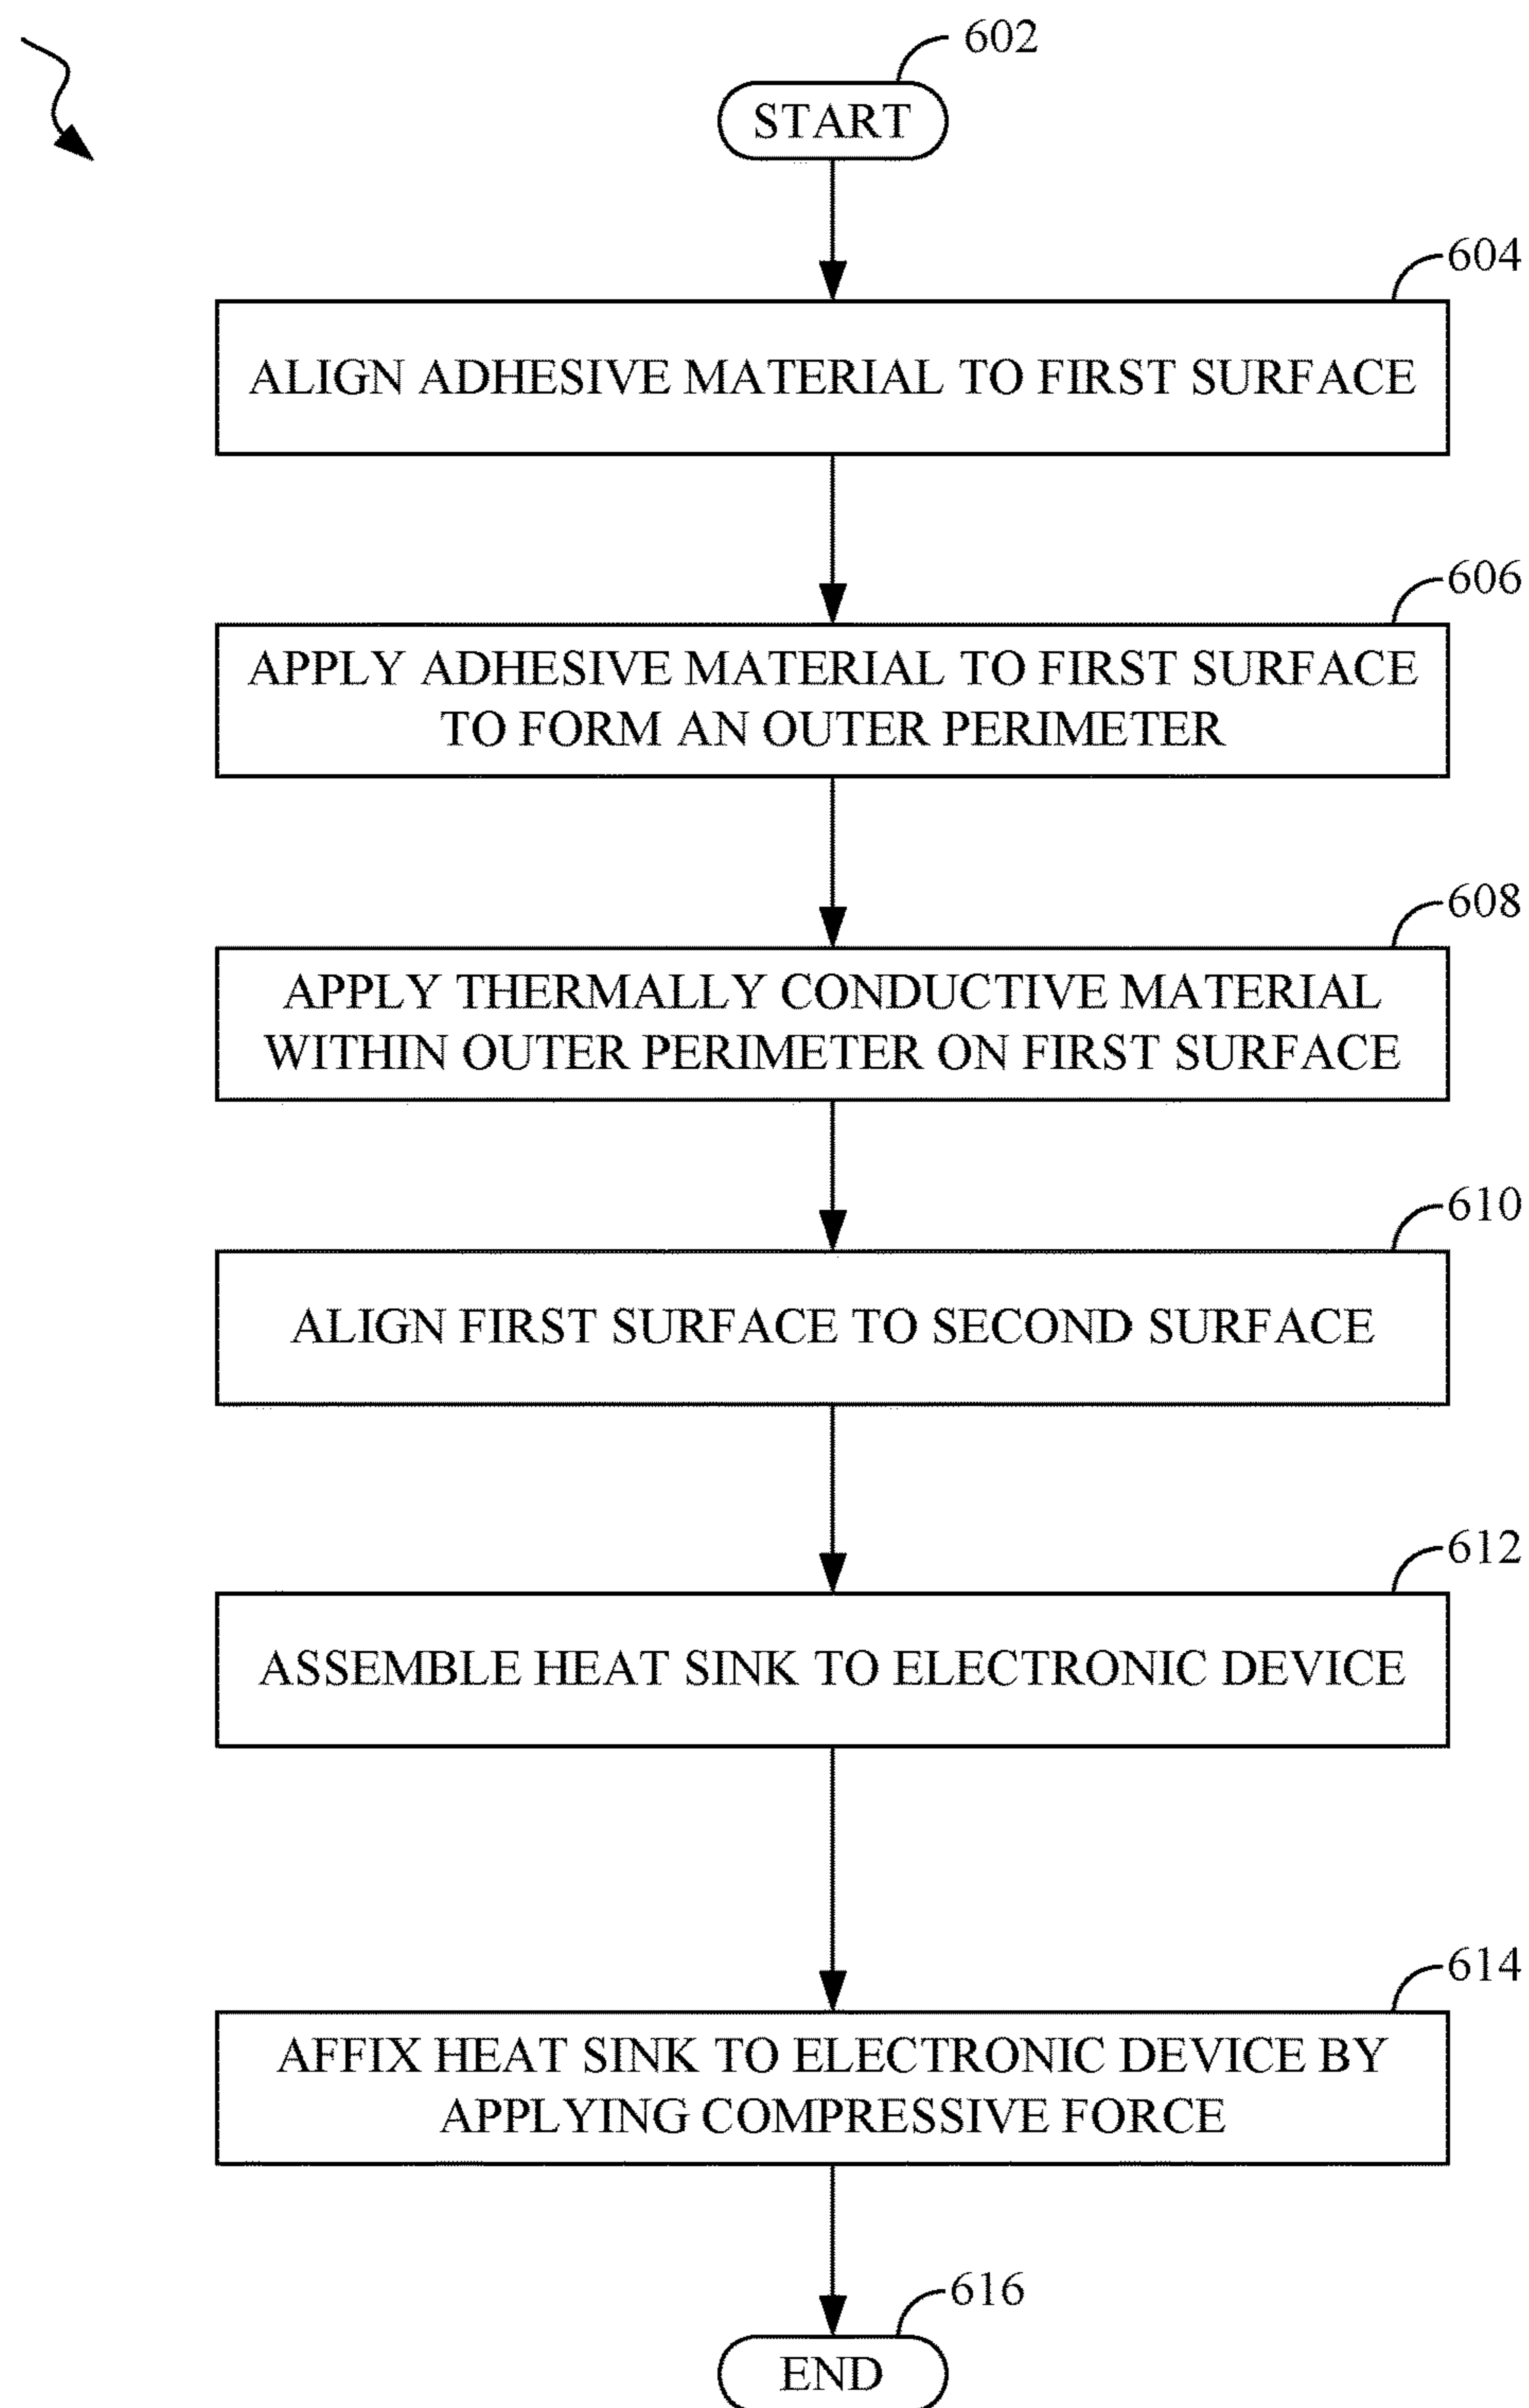 602
START
604
ALIGN ADHESIVE MATERIAL TO FIRST SURFACE
606
APPLY ADHESIVE MATERIAL TO FIRST SURFACE
TO FORM AN OUTER PERIMETER
608
APPLY THERMALLY CONDUCTIVE MATERIAL
WITHIN OUTER PERIMETER ON FIRST SURFACE
610
ALIGN FIRST SURFACE TO SECOND SURFACE
612
ASSEMBLE HEAT SINK TO ELECTRONIC DEVICE
614
AFFIX HEAT SINK TO ELECTRONIC DEVICE BY
APPLYING COMPRESSIVE FORCE
616
END